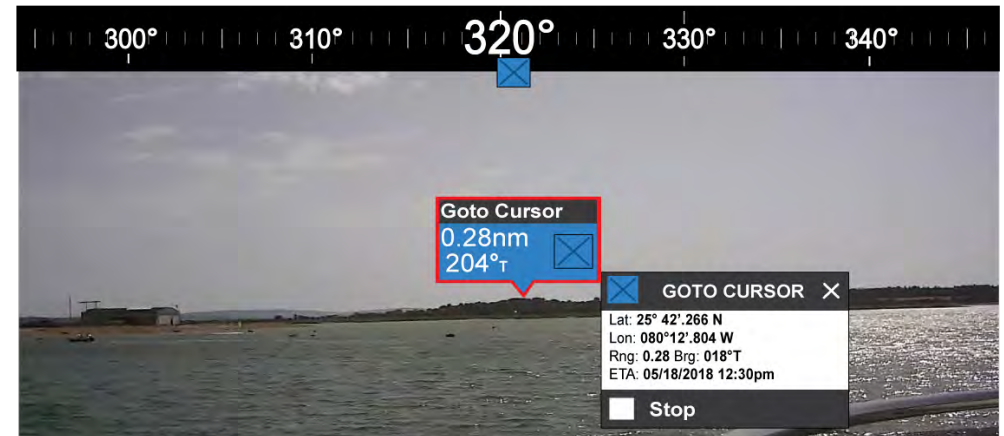 300° 310° 320° 330° 340°
Goto Cursor
0.28nm
204°T
GOTO CURSOR
Lat: 25° 42'.266 N
Lon: 080°12'.804 W
Rng: 0.28 Brg: 018°T
ETA: 05/18/2018 12:30pm
Stop